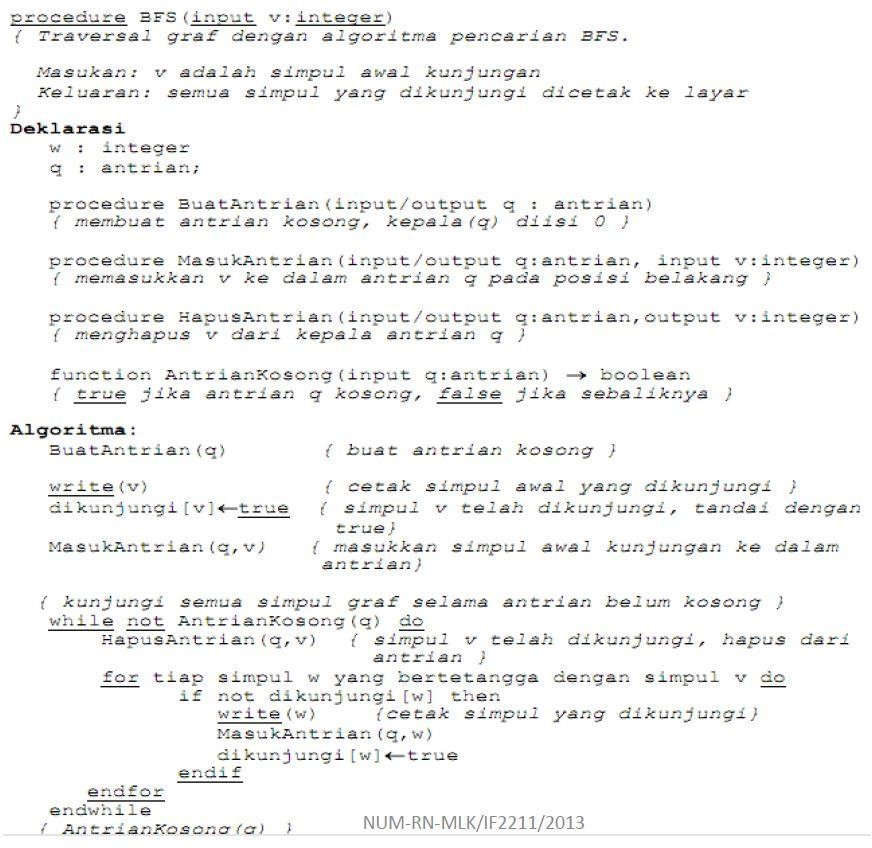 procedure BFS(input v:integer)
{ Traversal graf dengan algoritma pencarian BFS.
Masukan: v adalah simpul awal kunjungan
Keluaran: semua simpul yang dikunjungi dicetak ke layar
}
Deklarasi
w : integer
q : antrian;
procedure BuatAntrian(input/output q : antrian)
{ membuat antrian kosong, kepala(q) diisi 0 }
procedure MasukAntrian(input/output q:antrian, input v:integer)
{ memasukkan v ke dalam antrian q pada posisi belakang }
procedure HapusAntrian(input/output q:antrian,output v:integer)
{ menghapus v dari kepala antrian q }
function AntrianKosong(input q:antrian) → boolean
{ true jika antrian q kosong, false jika sebaliknya }
Algoritma:
BuatAntrian(q) { buat antrian kosong }
write(v) { cetak simpul awal yang dikunjungi }
dikunjungi[v]←true { simpul v telah dikunjungi, tandai dengan
true}
MasukAntrian(q,v) { masukkan simpul awal kunjungan ke dalam
antrian}
{ kunjungi semua simpul graf selama antrian belum kosong }
while not AntrianKosong(q) do
HapusAntrian(q,v) { simpul v telah dikunjungi, hapus dari
antrian }
for tiap simpul w yang bertetangga dengan simpul v do
if not dikunjungi[w] then
write(w) {cetak simpul yang dikunjungi}
MasukAntrian(q,w)
dikunjungi[w]←true
endif
endfor
endwhile
{ AntrianKosong(q) }
NUM-RN-MLK/IF2211/2013